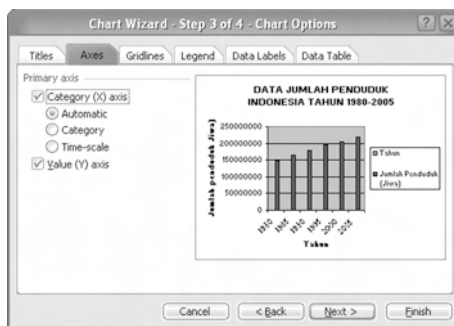 Chart Wizard - Step 3 of 4 - Chart Options
Titles Axes Gridlines Legend Data Labels Data Table
Primary axis
Category (X) axis
Automatic
Category
Time-scale
Value (Y) axis
DATA JUMLAH PENDUDUK
INDONESIA TAHUN 1980-2005
Jumlah penduduk Jiwa)
250000000
200000000
150000000
100000000
50000000
0
1980 1985 1990 1995 2000 2005
Tahun
Tahun
Jumlah Penduduk
(Jiwa)
Cancel < Back Next > Finish